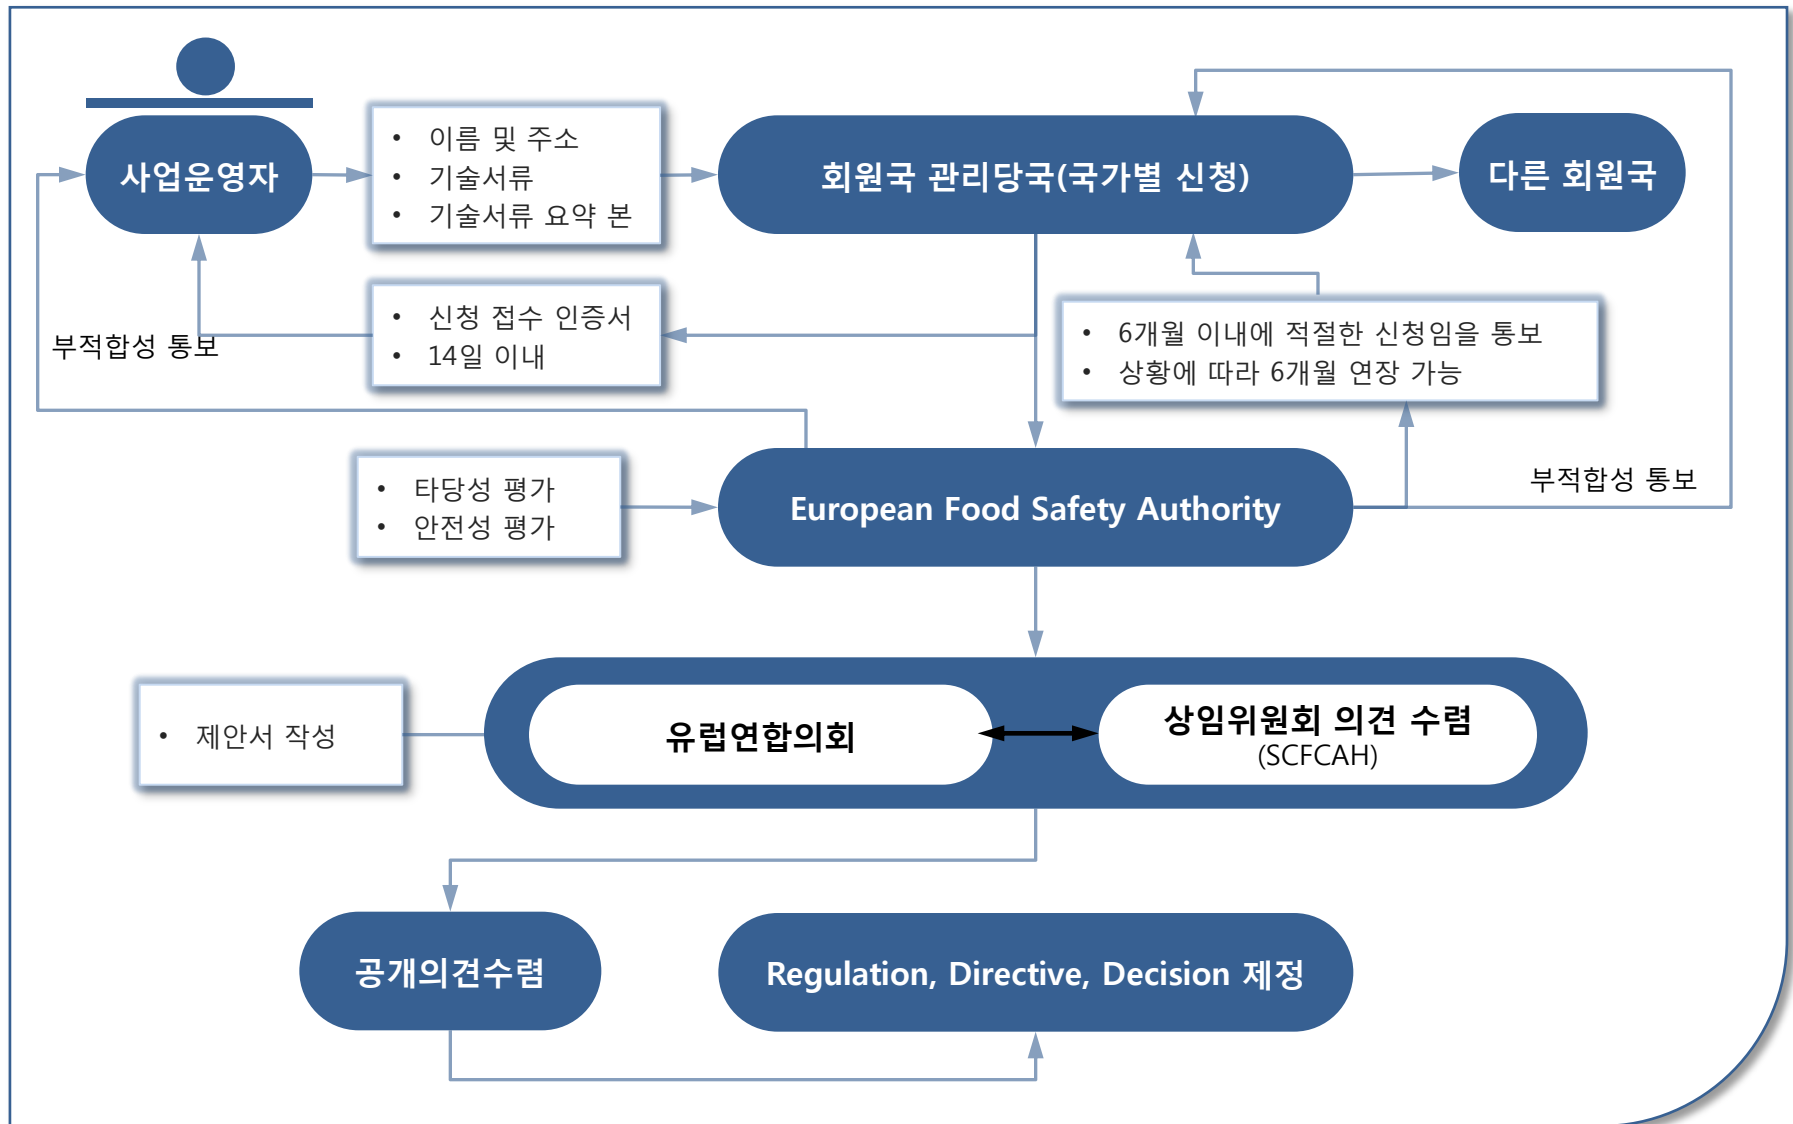 사업운영자
• 이름 및 주소
• 기술서류
• 기술서류 요약 본
회원국 관리당국(국가별 신청)
다른 회원국
• 신청 접수 인증서
• 14일 이내
부적합성 통보
• 6개월 이내에 적절한 신청임을 통보
• 상황에 따라 6개월 연장 가능
• 타당성 평가
• 안전성 평가
European Food Safety Authority
부적합성 통보
• 제안서 작성
유럽연합의회
상임위원회 의견 수렴
(SCFCAH)
공개의견수렴
Regulation, Directive, Decision 제정